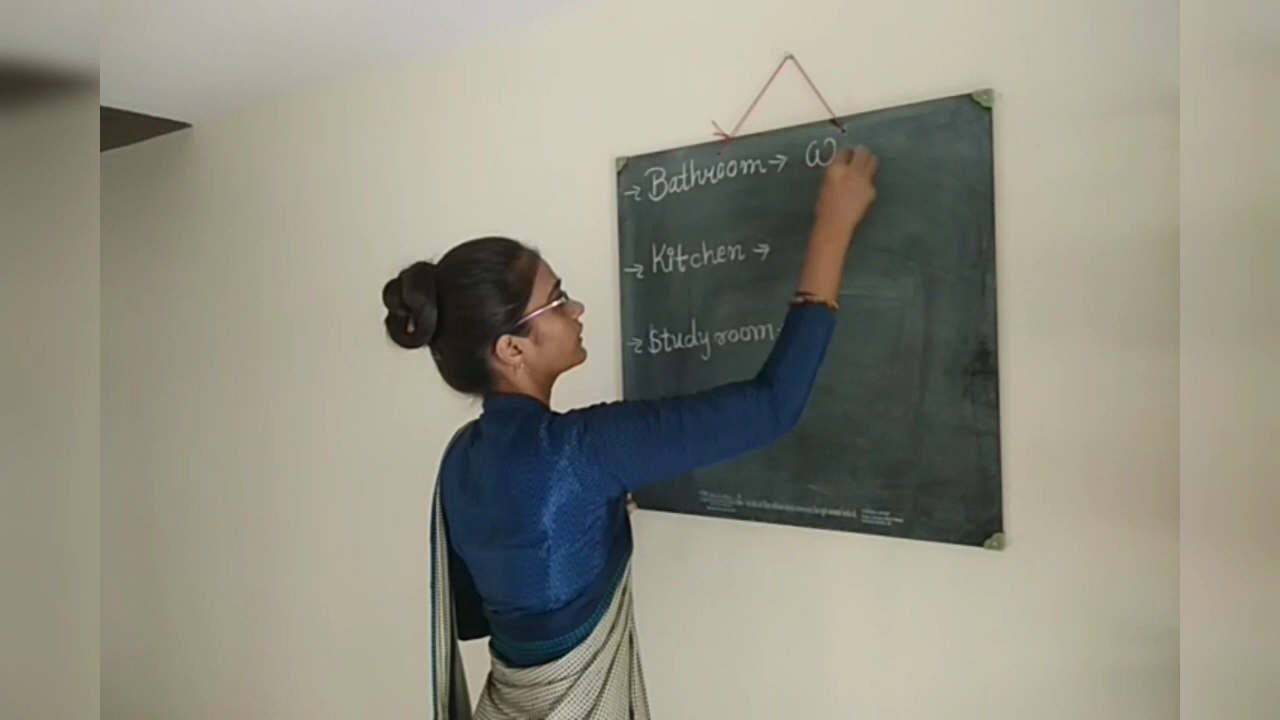 → Bathroom → W
→ Kitchen →
→ Study room